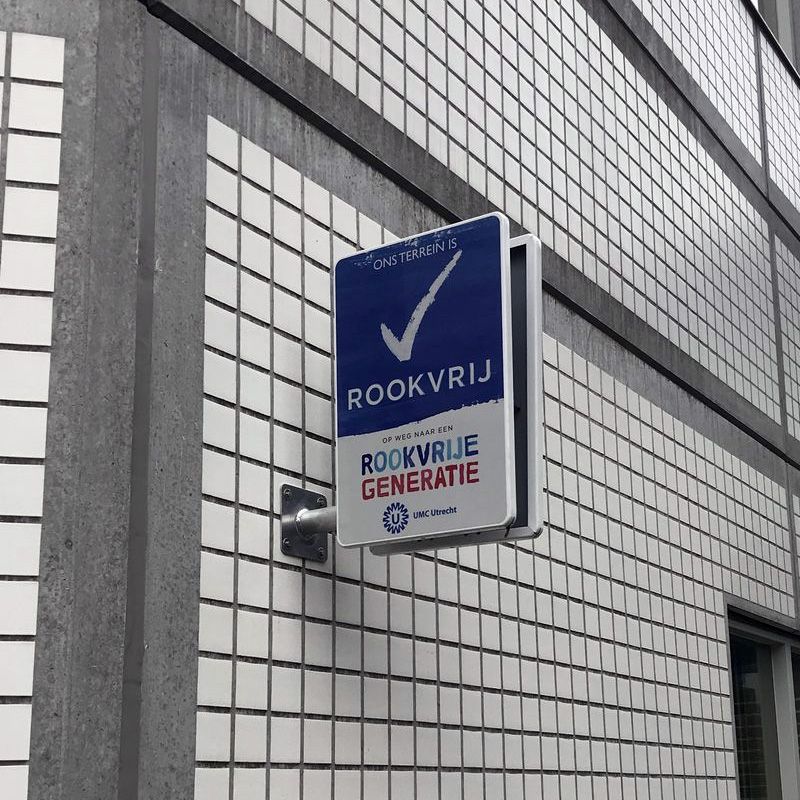 ONS TERREIN IS
ROOKVRIJ
OP WEG NAAR EEN
ROOKVRIJE
GENERATIE
U UMC Utrecht